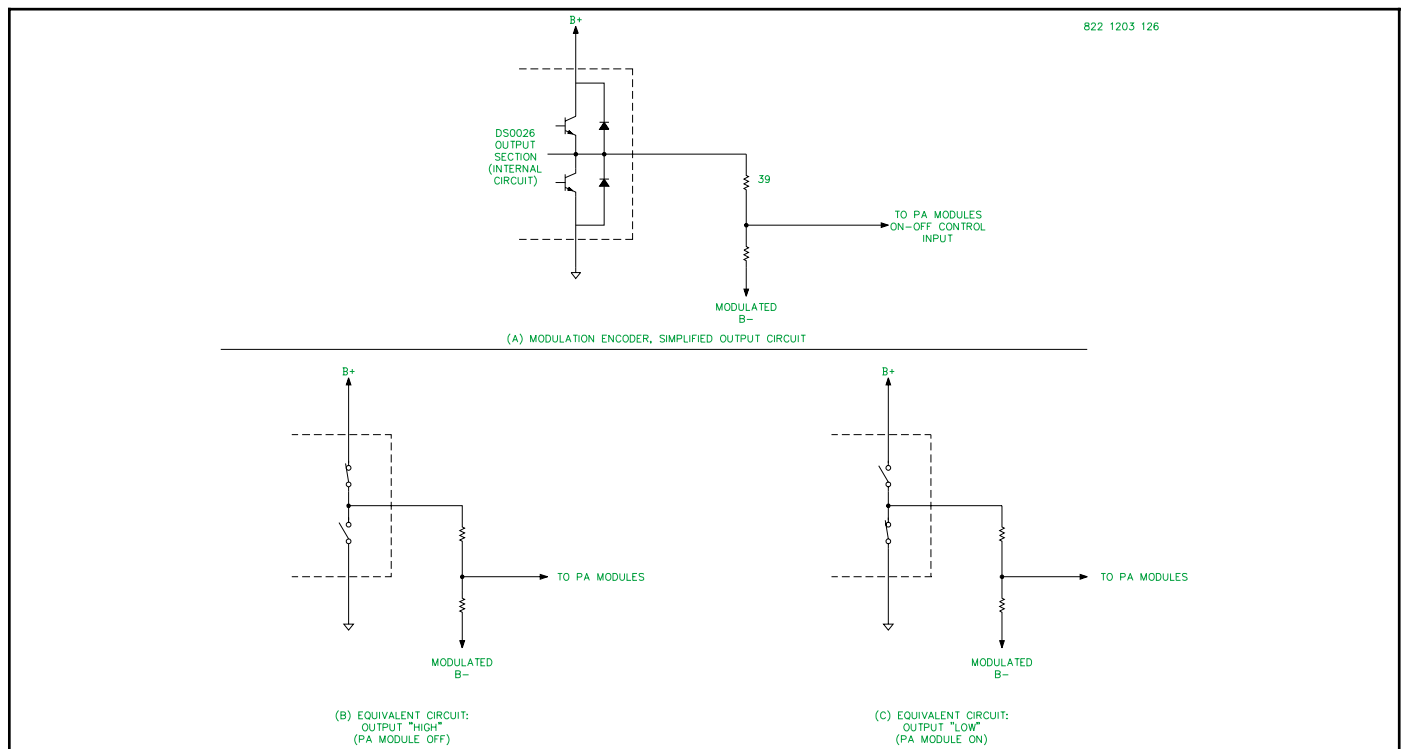 B+
822 1203 126
DS0026
OUTPUT
SECTION
(INTERNAL
CIRCUIT)
39
TO PA MODULES
ON-OFF CONTROL
INPUT
MODULATED
B-
(A) MODULATION ENCODER, SIMPLIFIED OUTPUT CIRCUIT
B+
TO PA MODULES
MODULATED
B-
(B) EQUIVALENT CIRCUIT:
OUTPUT "HIGH"
(PA MODULE OFF)
B+
TO PA MODULES
MODULATED
B-
(C) EQUIVALENT CIRCUIT:
OUTPUT "LOW"
(PA MODULE ON)